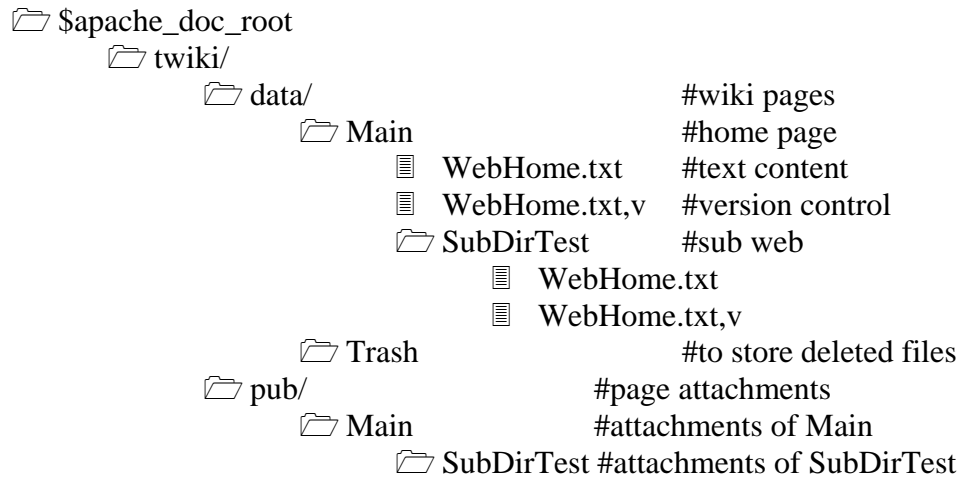 $apache_doc_root
twiki/
data/ #wiki pages
Main #home page
WebHome.txt #text content
WebHome.txt,v #version control
SubDirTest #sub web
WebHome.txt
WebHome.txt,v
Trash #to store deleted files
pub/ #page attachments
Main #attachments of Main
SubDirTest #attachments of SubDirTest